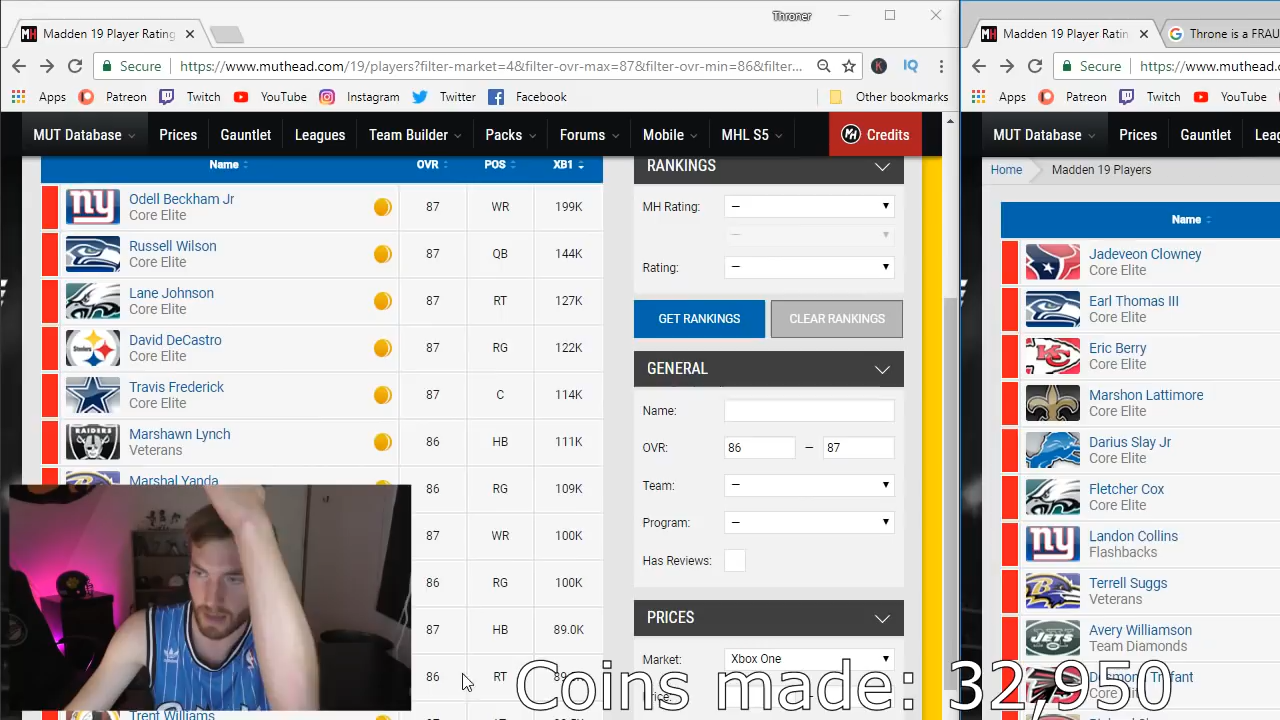 Throner
Madden 19 Player Rating
Madden 19 Player Ratin
Throne is a FRAU
Secure
https://www.muthead.com/19/players?filter-market=4&filter-ovr-max=87&filter-ovr-min=86&filter...
Secure
https://www.muthead.c
Apps Patreon Twitch YouTube Instagram Twitter Facebook Other bookmarks
Apps Patreon Twitch YouTube
MUT Database Prices Gauntlet Leagues Team Builder Packs Forums Mobile MHL S5 Credits
MUT Database Prices Gauntlet Lea
Name OVR POS XB1
Odell Beckham Jr
Core Elite
87 WR 199K
Russell Wilson
Core Elite
87 QB 144K
Lane Johnson
Core Elite
87 RT 127K
David DeCastro
Core Elite
87 RG 122K
Travis Frederick
Core Elite
87 C 114K
Marshawn Lynch
Veterans
86 HB 111K
Marshal Yanda
86 RG 109K
87 WR 100K
86 RG 100K
87 HB 89.0K
86 RT
Trent Williams
RANKINGS
MH Rating: –
–
Rating: –
GET RANKINGS CLEAR RANKINGS
GENERAL
Name:
OVR: 86 – 87
Team: –
Program: –
Has Reviews:
PRICES
Market: Xbox One
Home Madden 19 Players
Name
Jadeveon Clowney
Core Elite
Earl Thomas III
Core Elite
Eric Berry
Core Elite
Marshon Lattimore
Core Elite
Darius Slay Jr
Core Elite
Fletcher Cox
Core Elite
Landon Collins
Flashbacks
Terrell Suggs
Veterans
Avery Williamson
Team Diamonds
Coins made: 32,950